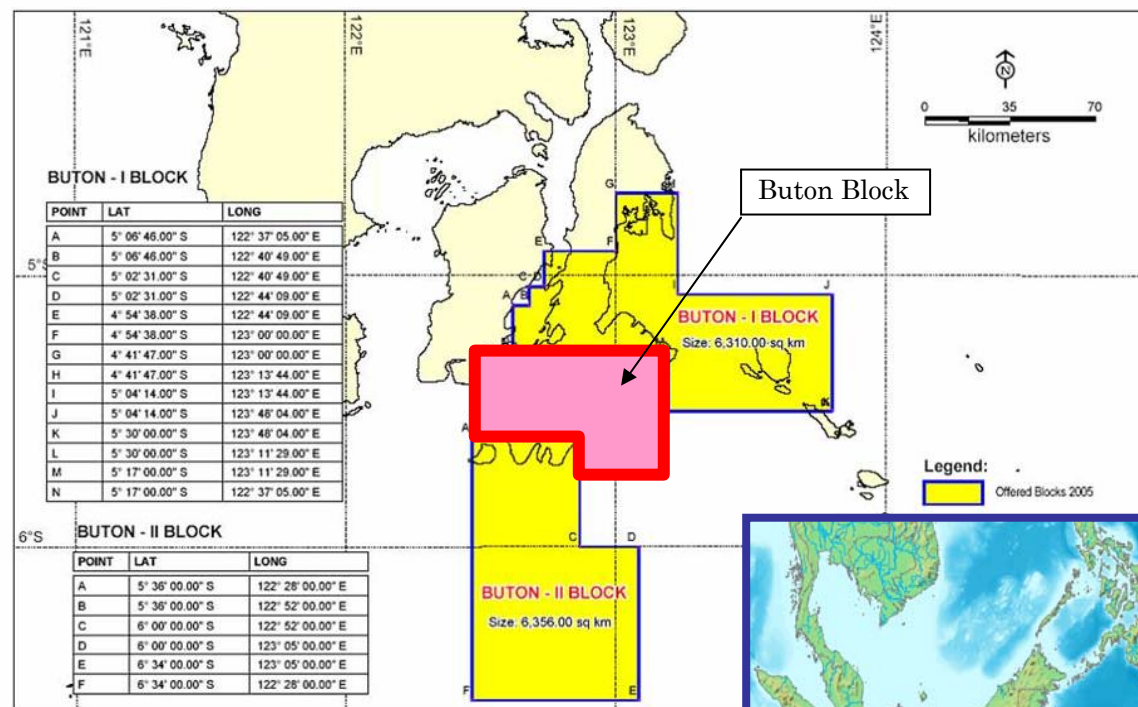 121°E
122°E
123°E
124°E
N
0 35 70
kilometers
BUTON - I BLOCK
POINT LAT LONG
A 5° 06' 46.00" S 122° 37' 05.00" E
B 5° 06' 46.00" S 122° 40' 49.00" E
C 5° 02' 31.00" S 122° 40' 49.00" E
D 5° 02' 31.00" S 122° 44' 09.00" E
E 4° 54' 38.00" S 122° 44' 09.00" E
F 4° 54' 38.00" S 123° 00' 00.00" E
G 4° 41' 47.00" S 123° 00' 00.00" E
H 4° 41' 47.00" S 123° 13' 44.00" E
I 5° 04' 14.00" S 123° 13' 44.00" E
J 5° 04' 14.00" S 123° 48' 04.00" E
K 5° 30' 00.00" S 123° 48' 04.00" E
L 5° 30' 00.00" S 123° 11' 29.00" E
M 5° 17' 00.00" S 123° 11' 29.00" E
N 5° 17' 00.00" S 122° 37' 05.00" E
Buton Block
G H
E F
5°S
C D
A B
I J
BUTON - I BLOCK
Size: 6,310.00 sq km
K
A
Legend:
Offered Blocks 2005
6°S
BUTON - II BLOCK
POINT LAT LONG
A 5° 36' 00.00" S 122° 28' 00.00" E
B 5° 36' 00.00" S 122° 52' 00.00" E
C 6° 00' 00.00" S 122° 52' 00.00" E
D 6° 00' 00.00" S 123° 05' 00.00" E
E 6° 34' 00.00" S 123° 05' 00.00" E
F 6° 34' 00.00" S 122° 28' 00.00" E
C D
BUTON - II BLOCK
Size: 6,356.00 sq km
F E